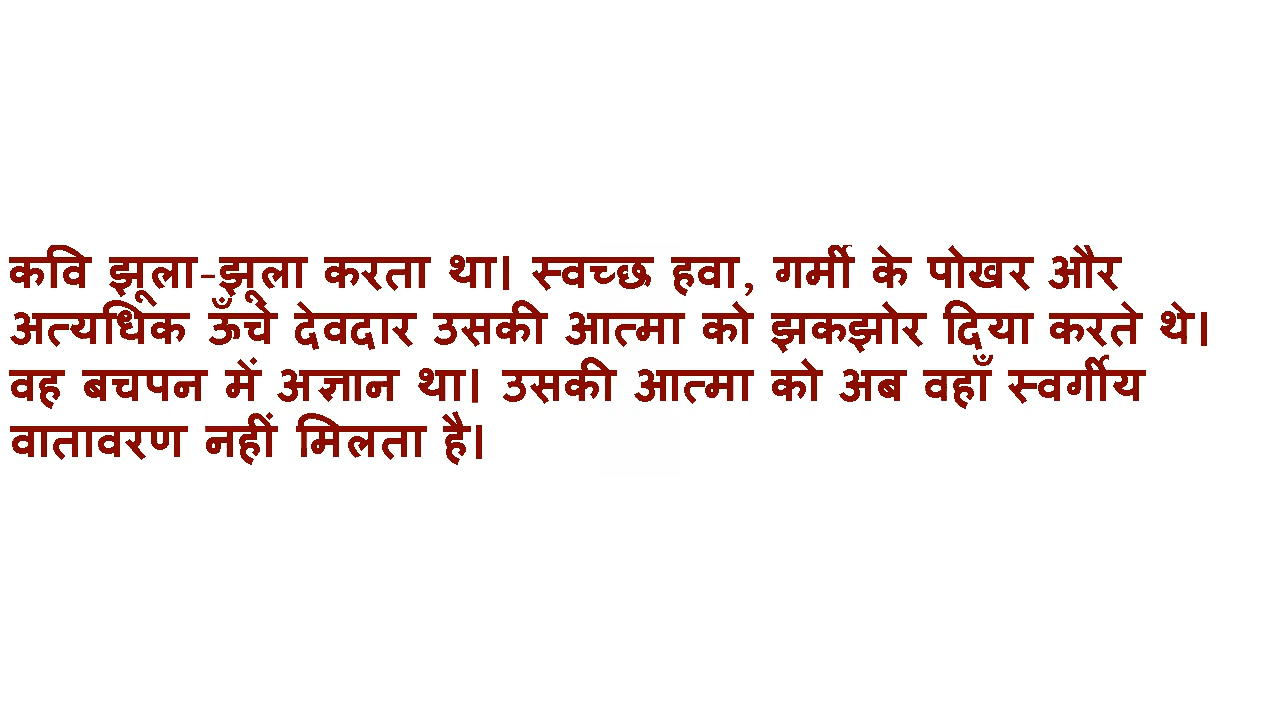 कवि झूला-झूला करता था। स्वच्छ हवा, गर्मी के पोखर और
अत्यधिक ऊँचे देवदार उसकी आत्मा को झकझोर दिया करते थे।
वह बचपन में अज्ञान था। उसकी आत्मा को अब वहाँ स्वर्गीय
वातावरण नहीं मिलता है।